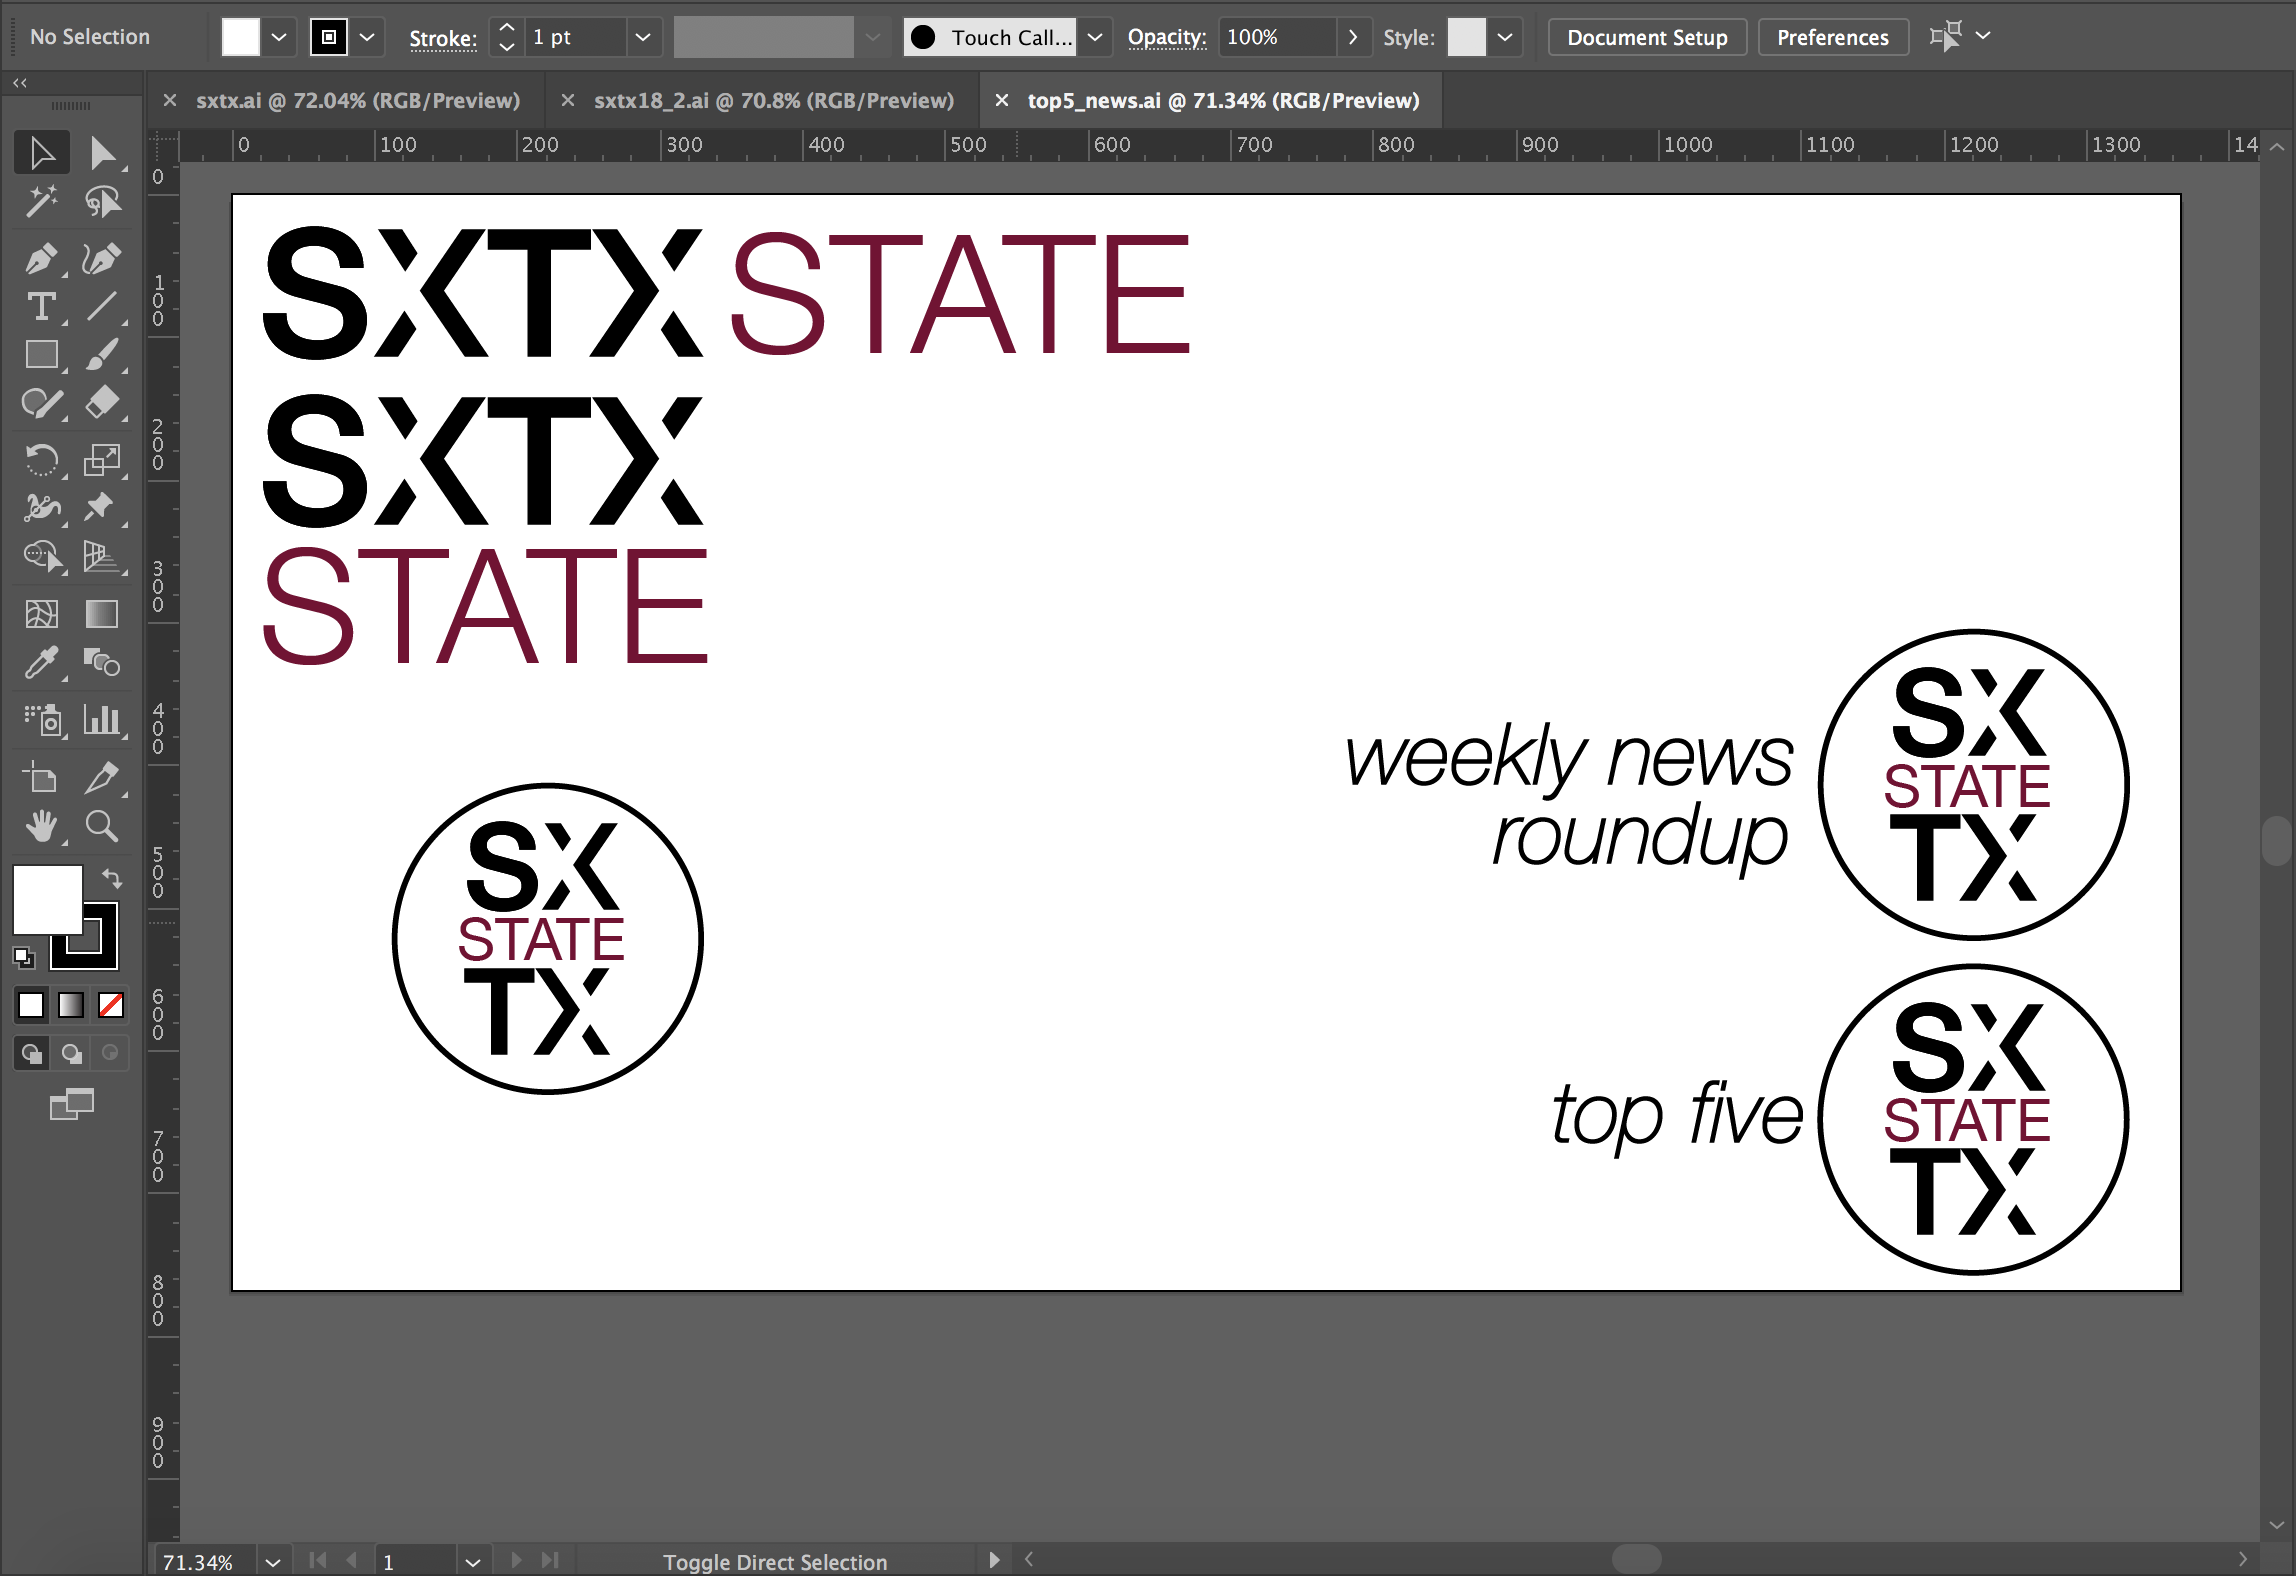 No Selection
Stroke:
1 pt
Touch Call...
Opacity:
100%
Style:
Document Setup
Preferences
sxtx.ai @ 72.04% (RGB/Preview)
sxtx18_2.ai @ 70.8% (RGB/Preview)
top5_news.ai @ 71.34% (RGB/Preview)
0 100 200 300 400 500 600 700 800 900 1000 1100 1200 1300 14
0
100
200
300
400
500
600
700
800
900
SXTX STATE
SXTX
STATE
SX
STATE
TX
weekly news
roundup
SX
STATE
TX
top five
SX
STATE
TX
71.34%
1
Toggle Direct Selection